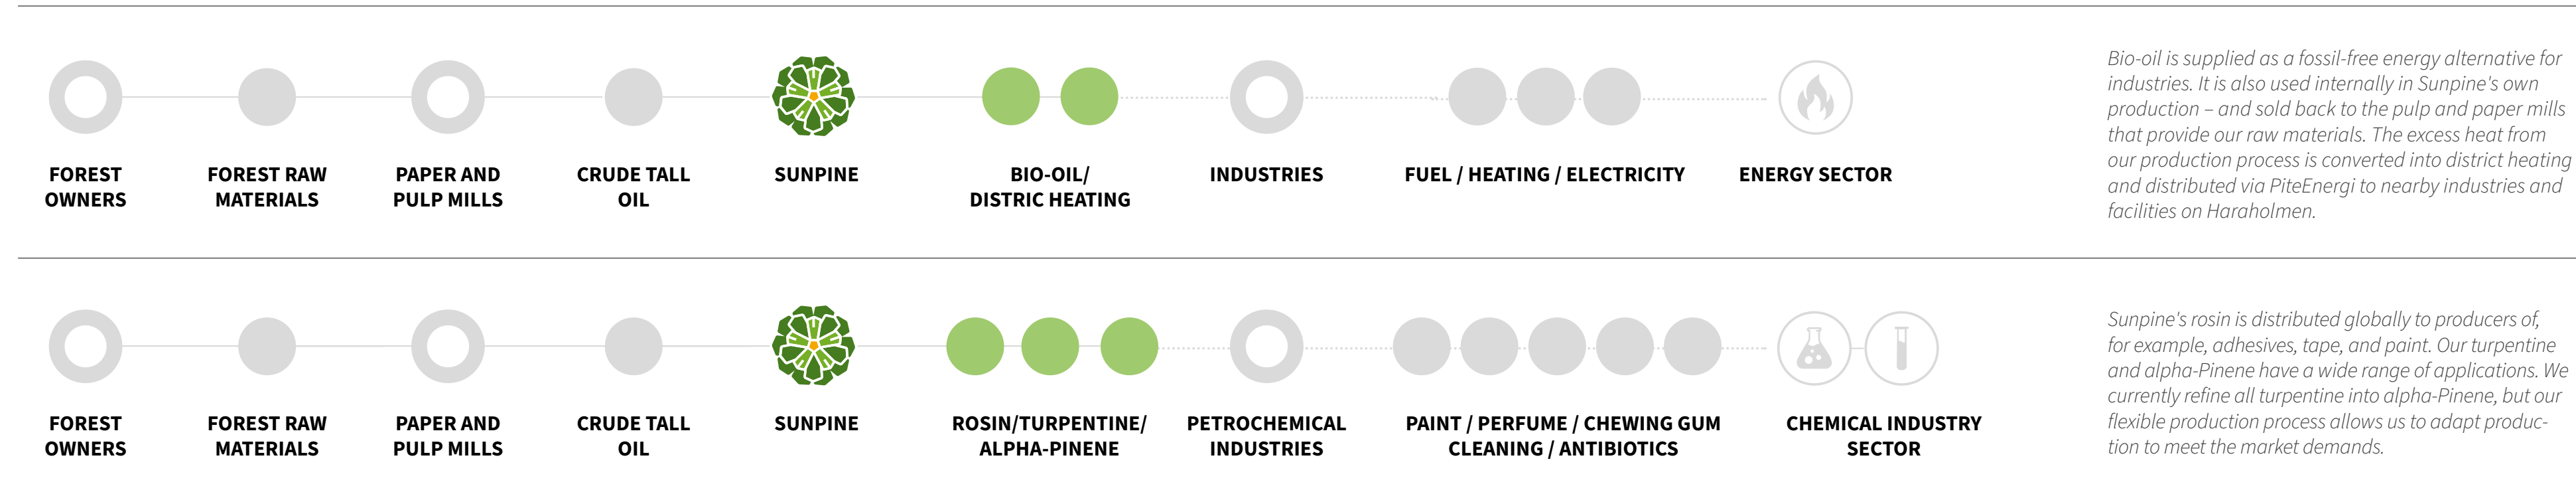 FOREST
OWNERS
FOREST RAW
MATERIALS
PAPER AND
PULP MILLS
CRUDE TALL
OIL
SUNPINE
BIO-OIL/
DISTRIC HEATING
INDUSTRIES
FUEL / HEATING / ELECTRICITY
ENERGY SECTOR
Bio-oil is supplied as a fossil-free energy alternative for
industries. It is also used internally in Sunpine's own
production – and sold back to the pulp and paper mills
that provide our raw materials. The excess heat from
our production process is converted into district heating
and distributed via PiteEnergi to nearby industries and
facilities on Haraholmen.
FOREST
OWNERS
FOREST RAW
MATERIALS
PAPER AND
PULP MILLS
CRUDE TALL
OIL
SUNPINE
ROSIN/TURPENTINE/
ALPHA-PINENE
PETROCHEMICAL
INDUSTRIES
PAINT / PERFUME / CHEWING GUM
CLEANING / ANTIBIOTICS
CHEMICAL INDUSTRY
SECTOR
Sunpine's rosin is distributed globally to producers of,
for example, adhesives, tape, and paint. Our turpentine
and alpha-Pinene have a wide range of applications. We
currently refine all turpentine into alpha-Pinene, but our
flexible production process allows us to adapt produc-
tion to meet the market demands.